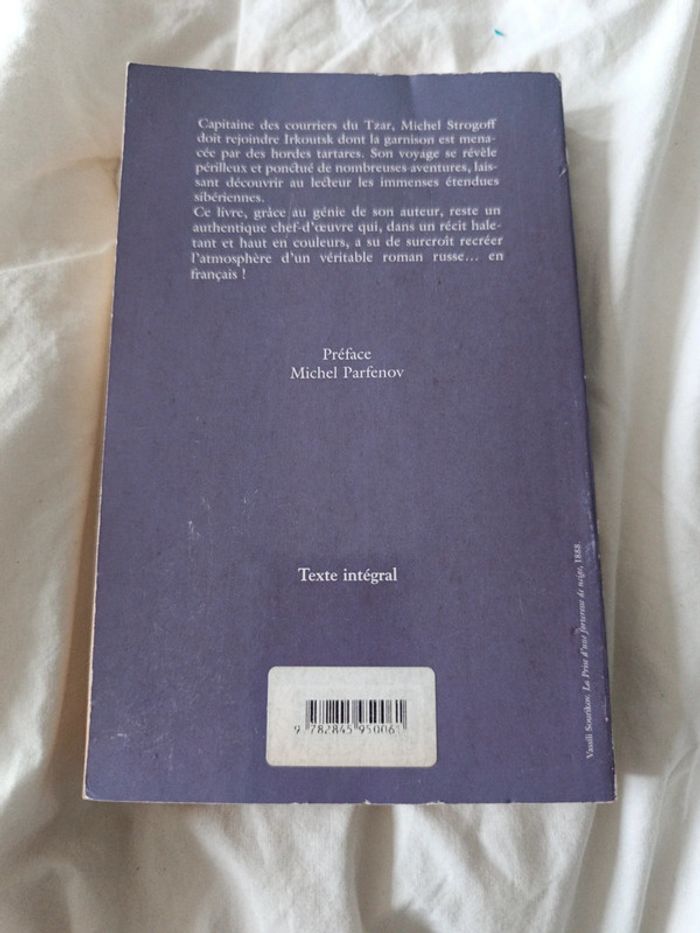 Capitaine des courriers du Tzar, Michel Strogoff
doit rejoindre Irkoutsk dont la garnison est mena-
cée par des hordes tartares. Son voyage se révèle
périlleux et ponctué de nombreuses aventures, lais-
sant découvrir au lecteur les immenses étendues
sibériennes.
Ce livre, grâce au génie de son auteur, reste un
authentique chef-d'œuvre qui, dans un récit hale-
tant et haut en couleurs, a su de surcroît recréer
l'atmosphère d'un véritable roman russe... en
français !
Préface
Michel Parfenov
Texte intégral
9 782845 95006
Vassili Sourikov, La Prise d'une forteresse de neige, 1888.